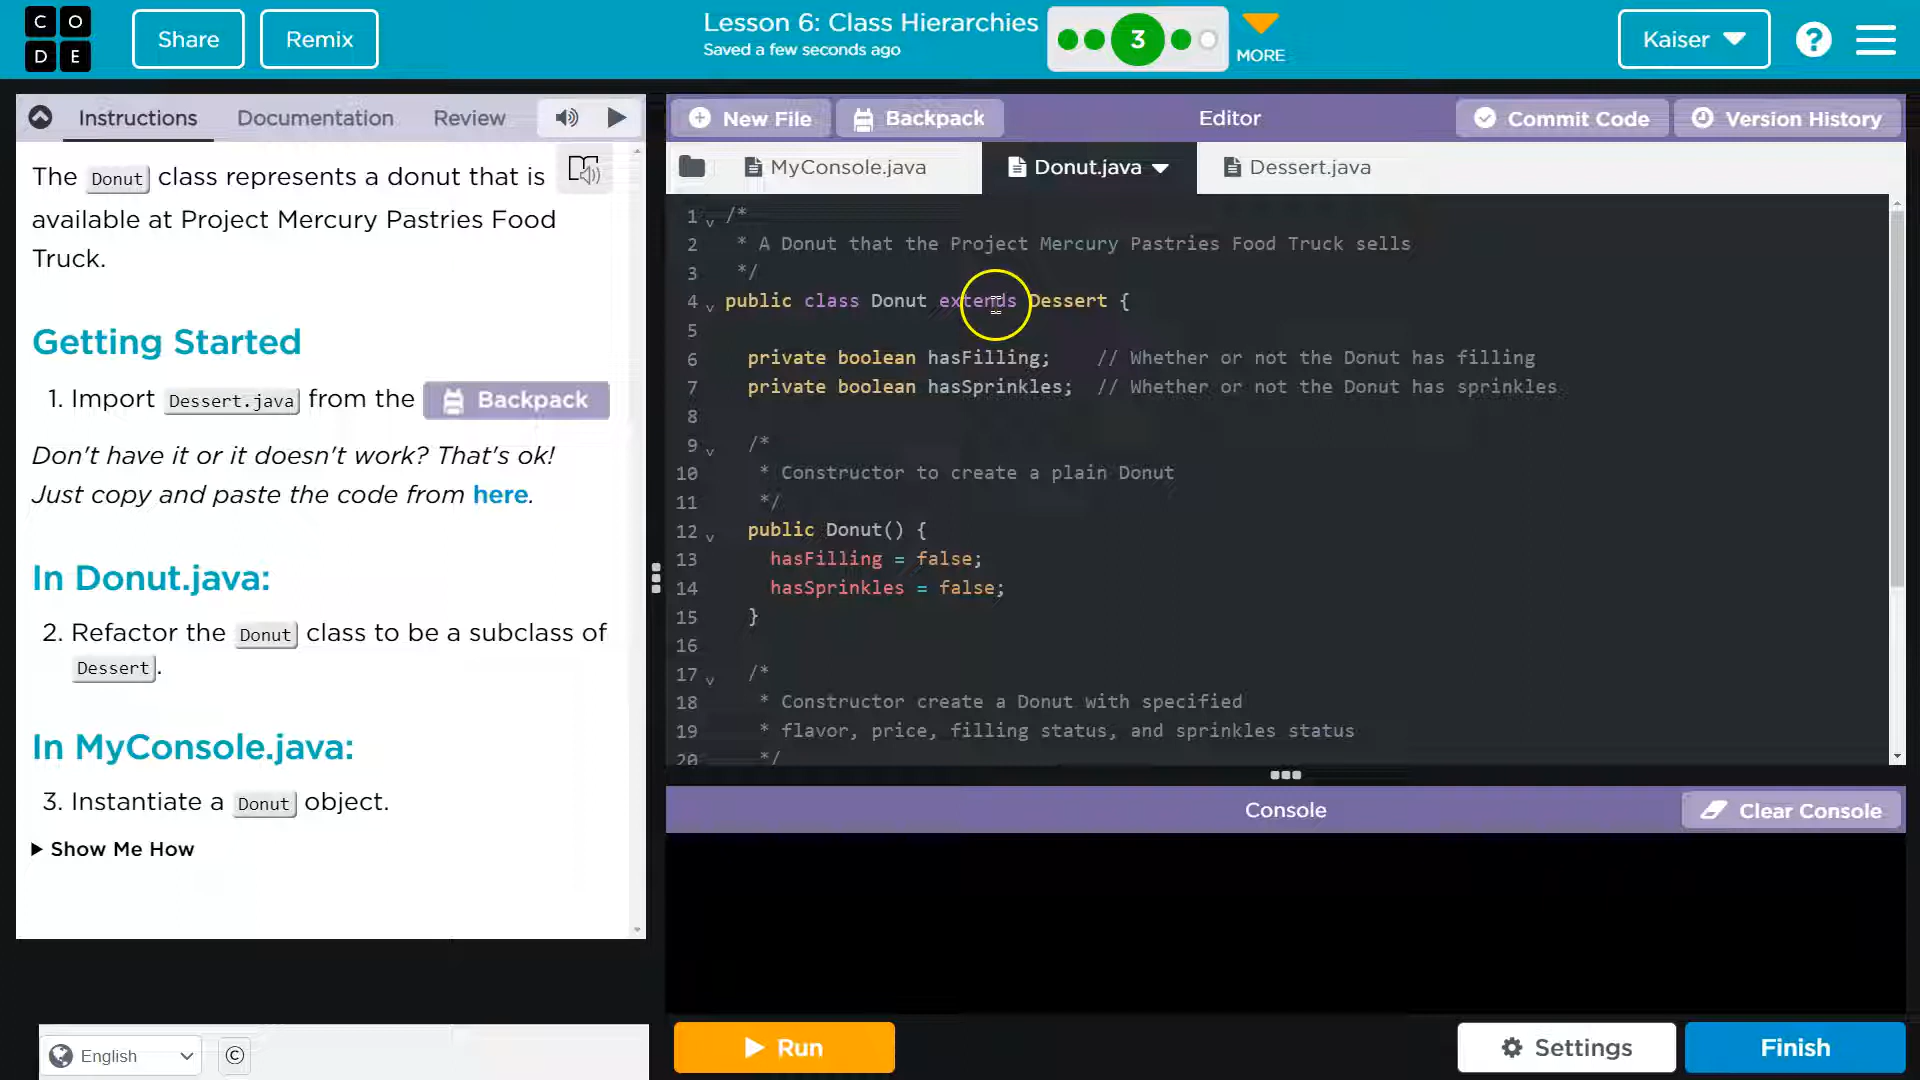 CODE
Share
Remix
Lesson 6: Class Hierarchies
Saved a few seconds ago
3
MORE
Kaiser
?
Instructions
Documentation
Review
The Donut class represents a donut that is
available at Project Mercury Pastries Food
Truck.
Getting Started
1. Import Dessert.java from the Backpack
Don't have it or it doesn't work? That's ok!
Just copy and paste the code from here.
In Donut.java:
2. Refactor the Donut class to be a subclass of
Dessert.
In MyConsole.java:
3. Instantiate a Donut object.
Show Me How
English
©
New File
Backpack
Editor
Commit Code
Version History
MyConsole.java
Donut.java
Dessert.java
1 /*
2 * A Donut that the Project Mercury Pastries Food Truck sells
3 */
4 public class Donut extends Dessert {
5
6 private boolean hasFilling; // Whether or not the Donut has filling
7 private boolean hasSprinkles; // Whether or not the Donut has sprinkles
8
9 /*
10 * Constructor to create a plain Donut
11 */
12 public Donut() {
13 hasFilling = false;
14 hasSprinkles = false;
15 }
16
17 /*
18 * Constructor create a Donut with specified
19 * flavor, price, filling status, and sprinkles status
20 */
Console
Clear Console
Run
Settings
Finish